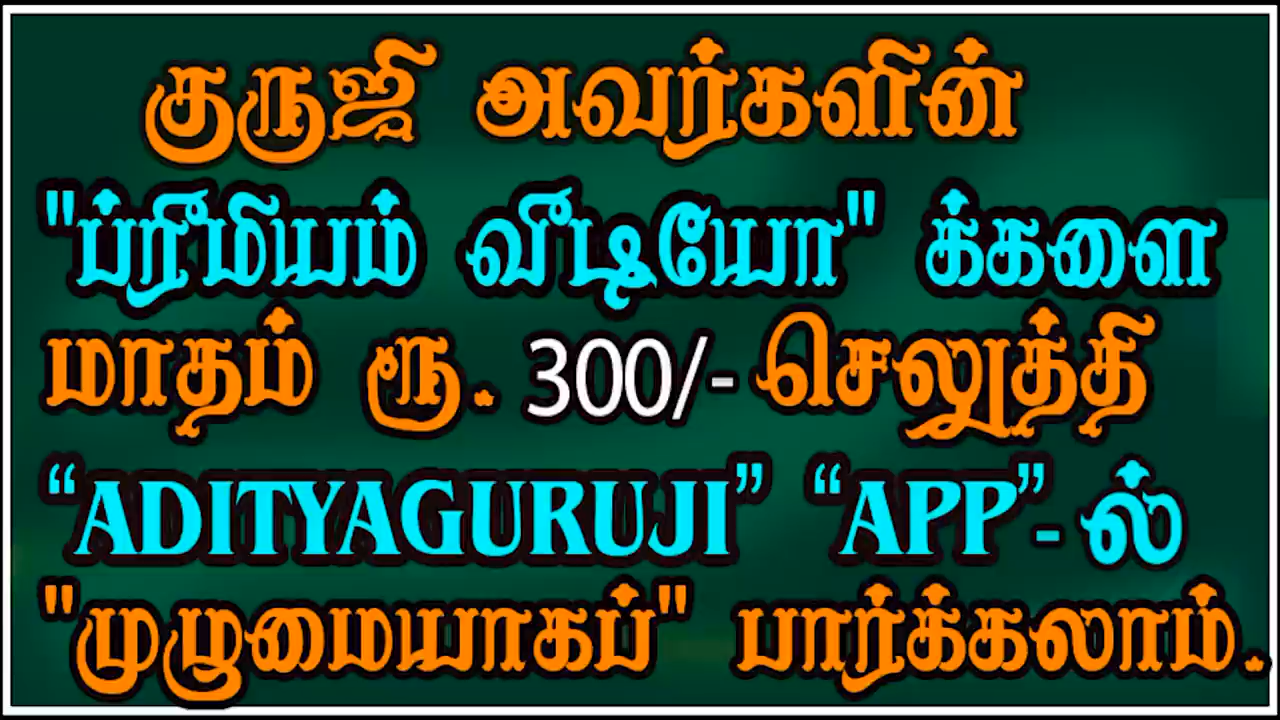 குருஜி அவர்களின்
"ப்ரீமியம் வீடியோ" க்களை
மாதம் ரூ. 300/- செலுத்தி
“ADITYAGURUJI” “APP”- ல்
"முழுமையாகப்" பார்க்கலாம்.